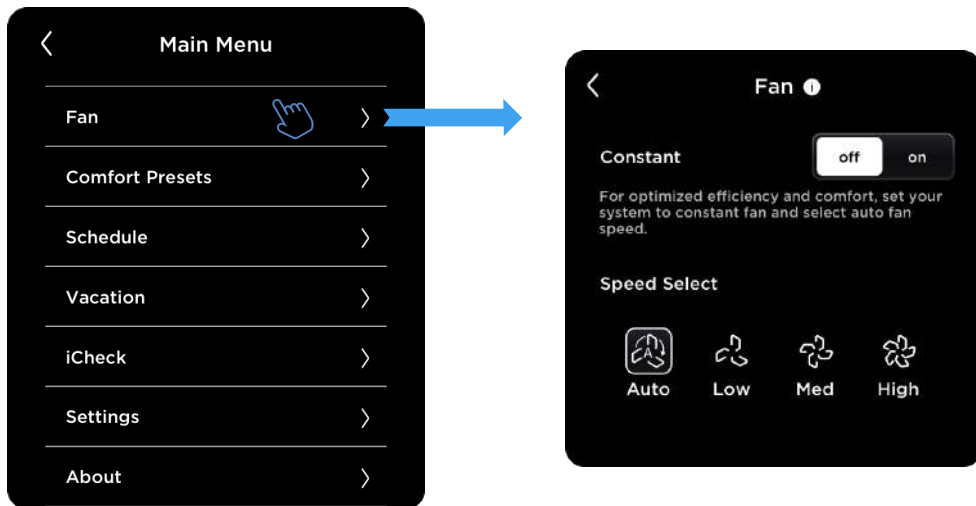 Main Menu
Fan
Comfort Presets
Schedule
Vacation
iCheck
Settings
About
Fan
Constant
off on
For optimized efficiency and comfort, set your
system to constant fan and select auto fan
speed.
Speed Select
A
Auto Low Med High